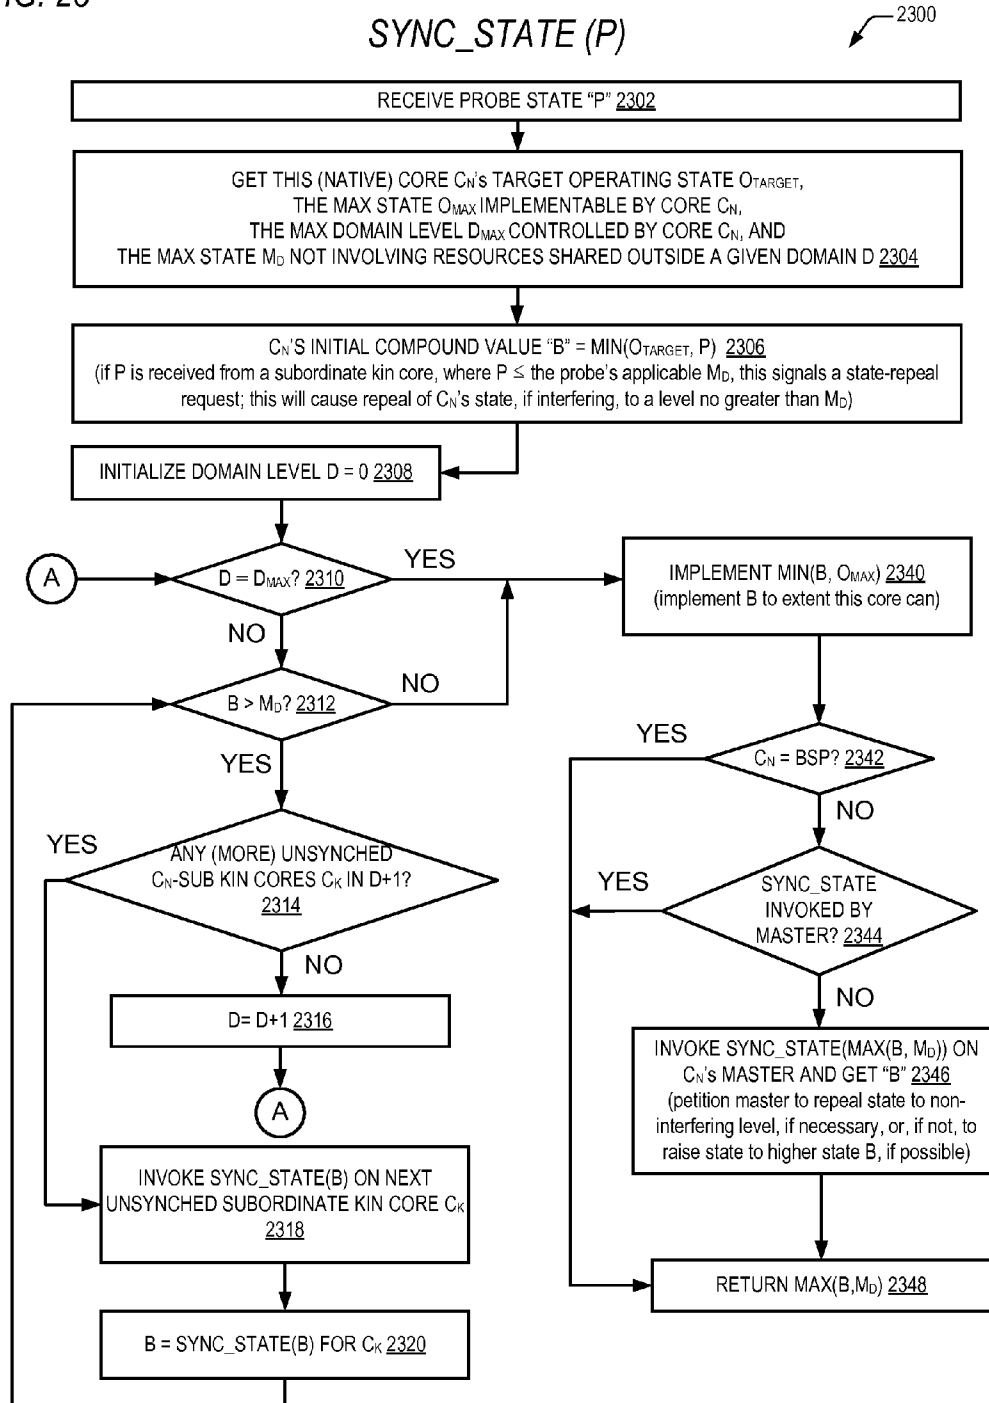 SYNC_STATE (P)
2300
RECEIVE PROBE STATE "P" 2302
GET THIS (NATIVE) CORE CN's TARGET OPERATING STATE OTARGET,
THE MAX STATE OMAX IMPLEMENTABLE BY CORE CN,
THE MAX DOMAIN LEVEL DMAX CONTROLLED BY CORE CN, AND
THE MAX STATE MD NOT INVOLVING RESOURCES SHARED OUTSIDE A GIVEN DOMAIN D 2304
CN'S INITIAL COMPOUND VALUE "B" = MIN(OTARGET, P) 2306
(if P is received from a subordinate kin core, where P ≤ the probe's applicable MD, this signals a state-repeal
request; this will cause repeal of CN's state, if interfering, to a level no greater than MD)
INITIALIZE DOMAIN LEVEL D = 0 2308
A
D = DMAX? 2310
YES
NO
B > MD? 2312
NO
YES
YES
ANY (MORE) UNSYNCHED
CN-SUB KIN CORES CK IN D+1?
2314
NO
D= D+1 2316
A
INVOKE SYNC_STATE(B) ON NEXT
UNSYNCHED SUBORDINATE KIN CORE CK
2318
B = SYNC_STATE(B) FOR CK 2320
IMPLEMENT MIN(B, OMAX) 2340
(implement B to extent this core can)
YES
CN = BSP? 2342
NO
YES
SYNC_STATE
INVOKED BY
MASTER? 2344
NO
INVOKE SYNC_STATE(MAX(B, MD)) ON
CN's MASTER AND GET "B" 2346
(petition master to repeal state to non-
interfering level, if necessary, or, if not, to
raise state to higher state B, if possible)
RETURN MAX(B,MD) 2348